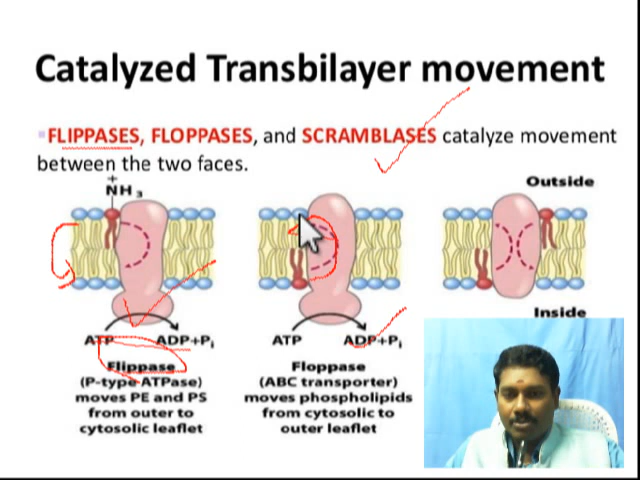 Catalyzed Transbilayer movement
FLIPPASES, FLOPPASES, and SCRAMBLASES catalyze movement
between the two faces.
+
NH3
Outside
Inside
ATP ADP+Pi
ATP ADP+Pi
Flippase
(P-type ATPase)
moves PE and PS
from outer to
cytosolic leaflet
Floppase
(ABC transporter)
moves phospholipids
from cytosolic to
outer leaflet